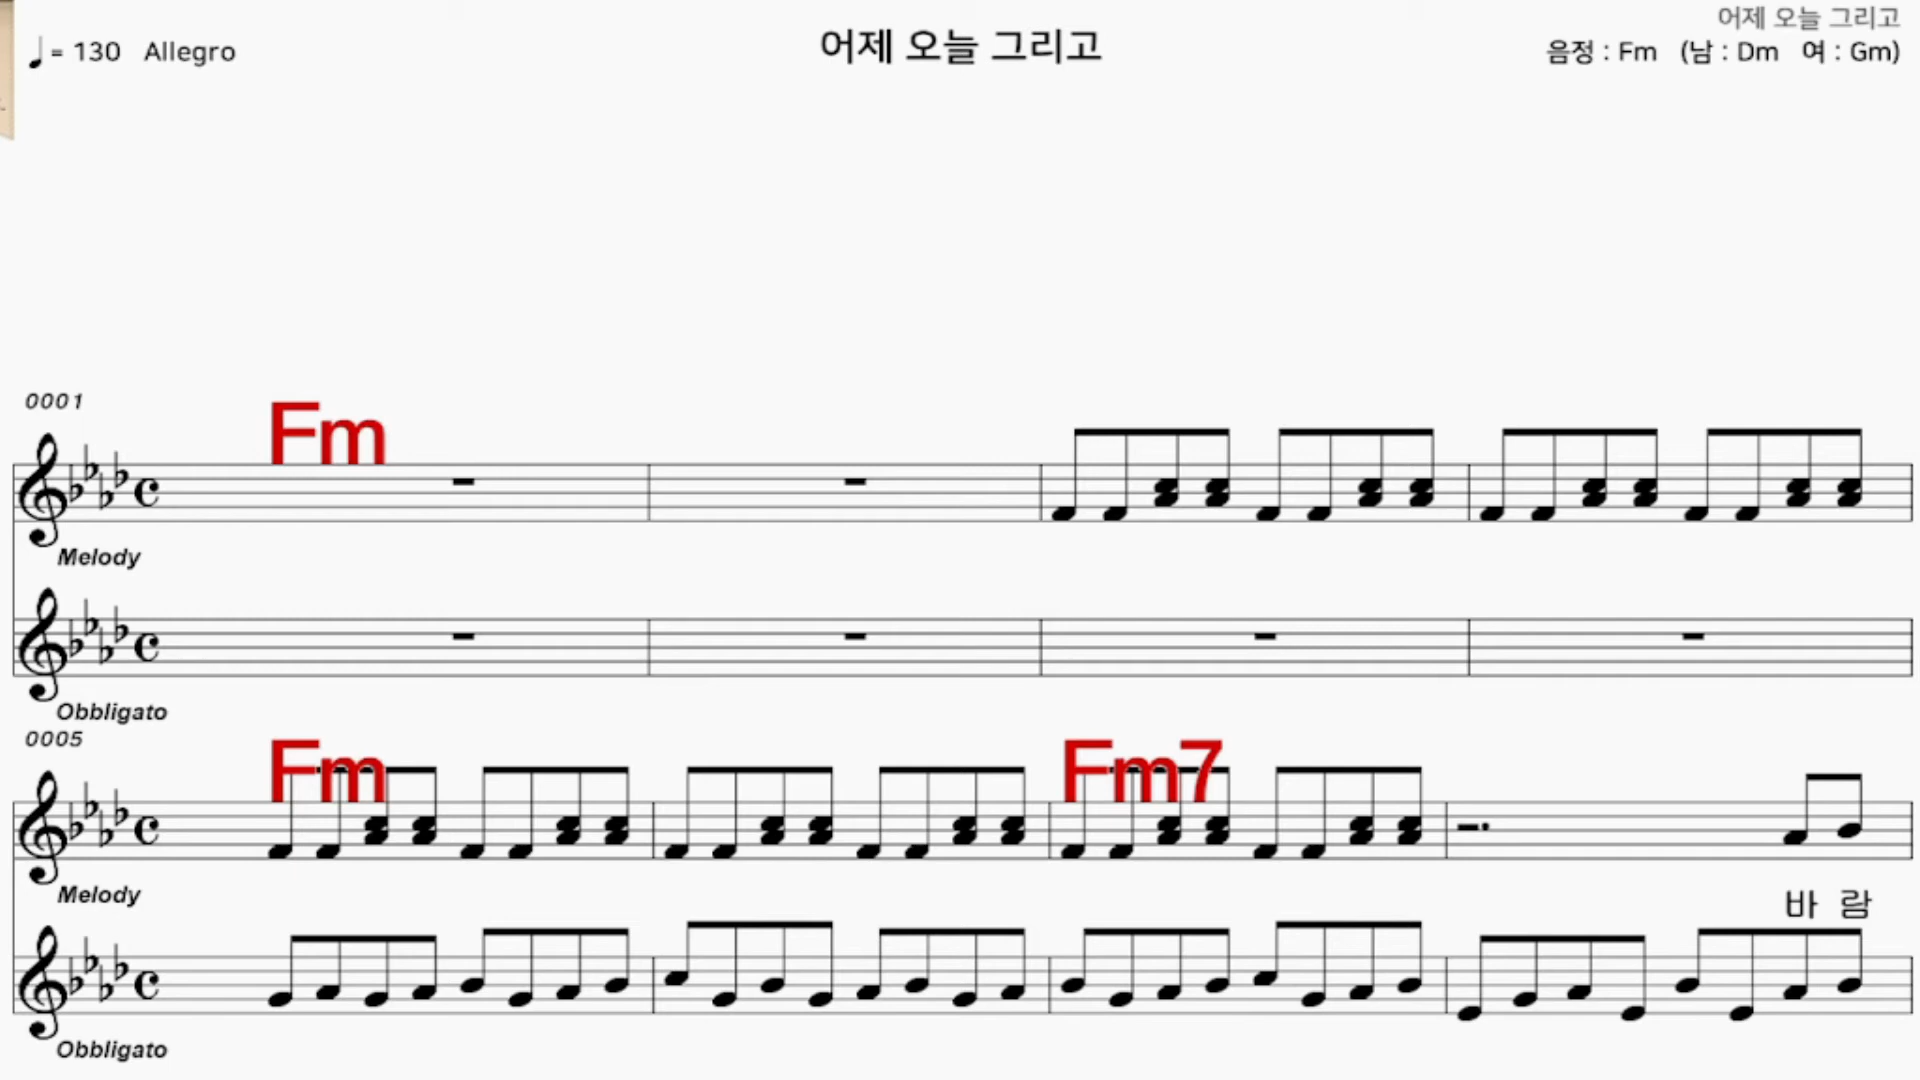 어제 오늘 그리고
♩ = 130 Allegro
어제 오늘 그리고
음정 : Fm (남 : Dm 여 : Gm)
0001
Fm
Melody
Obbligato
0005
Fm
Fm7
Melody
바 람
Obbligato